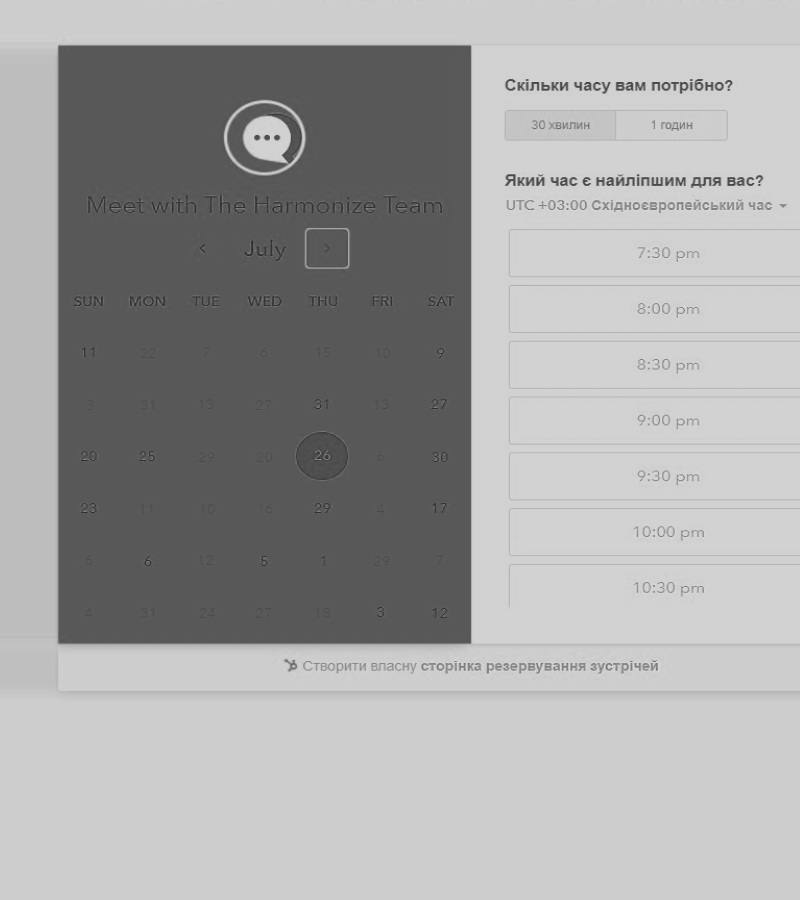 Meet with The Harmonize Team
July
SUN MON TUE WED THU FRI SAT
11 22 7 6 15 10 9
3 31 13 27 31 13 27
20 25 29 20 26 6 30
23 11 10 16 29 4 17
6 6 12 5 1 29 7
4 31 24 27 18 3 12
Скільки часу вам потрібно?
30 хвилин 1 годин
Який час є найліпшим для вас?
UTC +03:00 Східноєвропейський час
7:30 pm
8:00 pm
8:30 pm
9:00 pm
9:30 pm
10:00 pm
10:30 pm
Створити власну сторінка резервування зустрічей